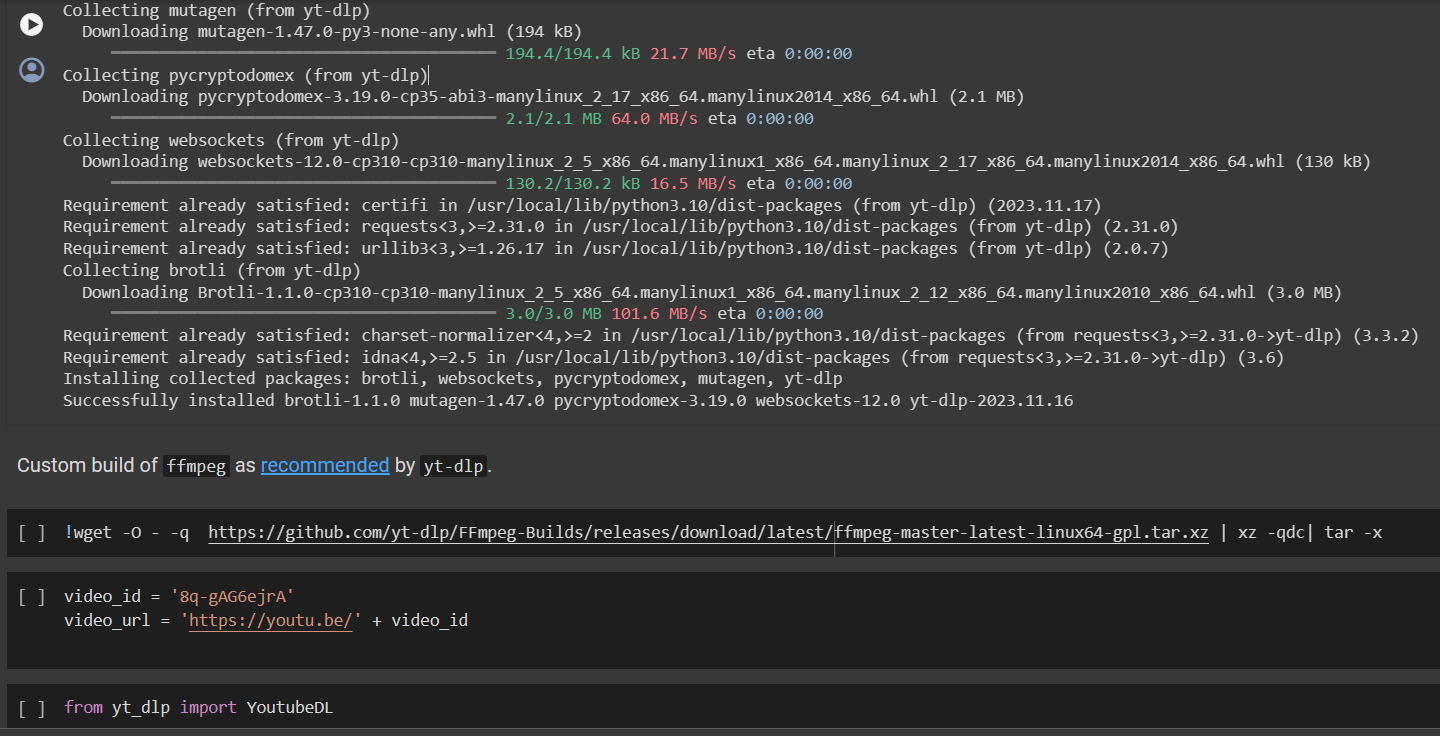 Collecting mutagen (from yt-dlp)
Downloading mutagen-1.47.0-py3-none-any.whl (194 kB)
194.4/194.4 kB 21.7 MB/s eta 0:00:00
Collecting pycryptodomex (from yt-dlp)
Downloading pycryptodomex-3.19.0-cp35-abi3-manylinux_2_17_x86_64.manylinux2014_x86_64.whl (2.1 MB)
2.1/2.1 MB 64.0 MB/s eta 0:00:00
Collecting websockets (from yt-dlp)
Downloading websockets-12.0-cp310-cp310-manylinux_2_5_x86_64.manylinux1_x86_64.manylinux_2_17_x86_64.manylinux2014_x86_64.whl (130 kB)
130.2/130.2 kB 16.5 MB/s eta 0:00:00
Requirement already satisfied: certifi in /usr/local/lib/python3.10/dist-packages (from yt-dlp) (2023.11.17)
Requirement already satisfied: requests<3,>=2.31.0 in /usr/local/lib/python3.10/dist-packages (from yt-dlp) (2.31.0)
Requirement already satisfied: urllib3<3,>=1.26.17 in /usr/local/lib/python3.10/dist-packages (from yt-dlp) (2.0.7)
Collecting brotli (from yt-dlp)
Downloading Brotli-1.1.0-cp310-cp310-manylinux_2_5_x86_64.manylinux1_x86_64.manylinux_2_12_x86_64.manylinux2010_x86_64.whl (3.0 MB)
3.0/3.0 MB 101.6 MB/s eta 0:00:00
Requirement already satisfied: charset-normalizer<4,>=2 in /usr/local/lib/python3.10/dist-packages (from requests<3,>=2.31.0->yt-dlp) (3.3.2)
Requirement already satisfied: idna<4,>=2.5 in /usr/local/lib/python3.10/dist-packages (from requests<3,>=2.31.0->yt-dlp) (3.6)
Installing collected packages: brotli, websockets, pycryptodomex, mutagen, yt-dlp
Successfully installed brotli-1.1.0 mutagen-1.47.0 pycryptodomex-3.19.0 websockets-12.0 yt-dlp-2023.11.16
Custom build of ffmpeg as recommended by yt-dlp.
[ ] !wget -O - -q  https://github.com/yt-dlp/FFmpeg-Builds/releases/download/latest/ffmpeg-master-latest-linux64-gpl.tar.xz | xz -qdc| tar -x
[ ] video_id = '8q-gAG6ejrA'
video_url = 'https://youtu.be/' + video_id
[ ] from yt_dlp import YoutubeDL